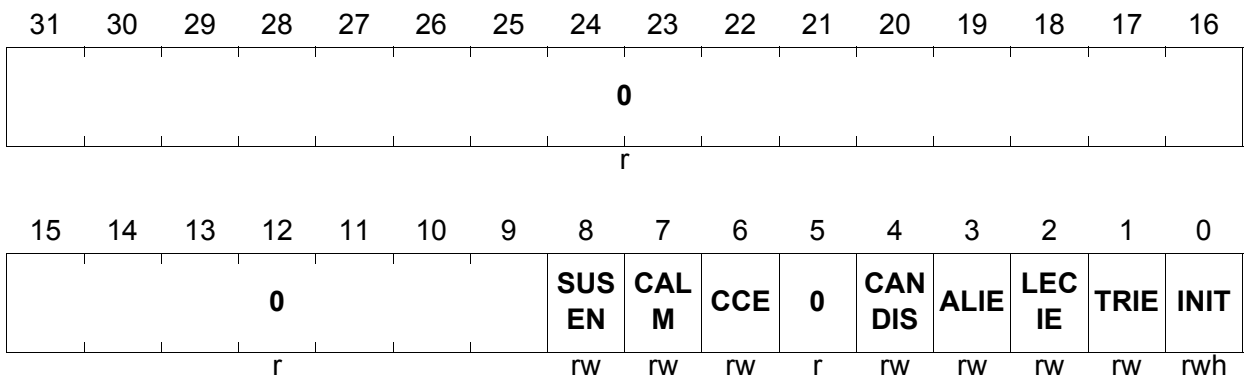 31 30 29 28 27 26 25 24 23 22 21 20 19 18 17 16
0
r
15 14 13 12 11 10 9 8 7 6 5 4 3 2 1 0
0 SUS EN CAL M CCE 0 CAN DIS ALIE LEC IE TRIE INIT
r rw rw rw r rw rw rw rw rwh